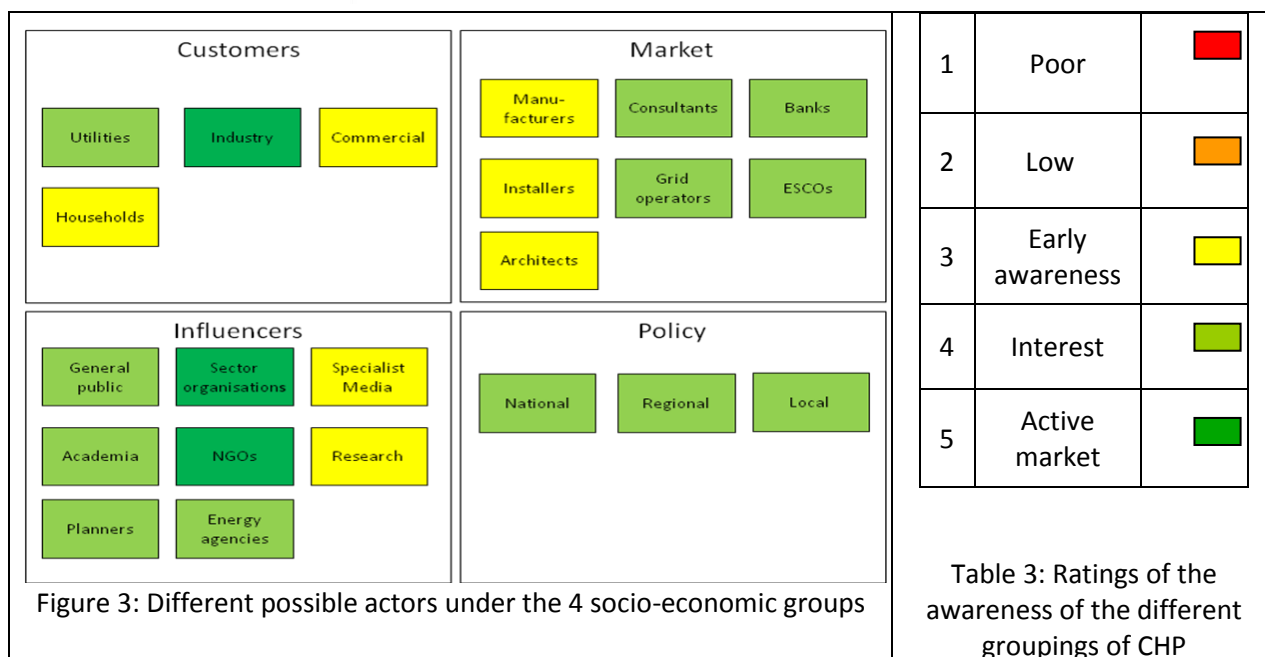 Customers
Utilities
Industry
Commercial
Households
Market
Manu-
facturers
Consultants
Banks
Installers
Grid
operators
ESCOs
Architects
Influencers
General
public
Sector
organisations
Specialist
Media
Academia
NGOs
Research
Planners
Energy
agencies
Policy
National
Regional
Local
Figure 3: Different possible actors under the 4 socio-economic groups
1
Poor
2
Low
3
Early
awareness
4
Interest
5
Active
market
Table 3: Ratings of the
awareness of the different
groupings of CHP